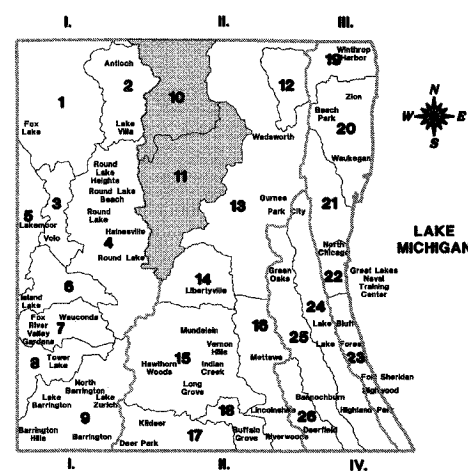 I.
II.
III.
Antioch
Winthrop
Harbor
19
2
12
1
10
Zion
Beach
Park
20
N
W
E
S
Fox
Lake
Lake
Villa
Wadsworth
Waukegan
Round
Lake
Heights
11
Round Lake
Beach
3
Gurnee
Park City
21
5
Lakemoor
Round
Lake
13
Volo
Hainesville
4
North
Chicago
LAKE
MICHIGAN
Round Lake
Green
Oaks
22
Great Lakes
Naval
Training
Center
6
14
Island
Lake
Libertyville
24
Fox
River
Valley
Gardens
Wauconda
7
Mundelein
16
Lake Bluff
25
Vernon
Hills
Lake Forest
8
Tower
Lake
15
Mettawa
23
Hawthorn
Woods
Indian
Creek
Fort Sheridan
North
Barrington
Long
Grove
Bannockburn
Highwood
Lake
Barrington
Lake
Zurich
18
Lincolnshire
Highland Park
9
26
Kildeer
Deerfield
Barrington
Hills
Barrington
17
Buffalo
Grove
Riverwoods
Deer Park
I.
II.
IV.